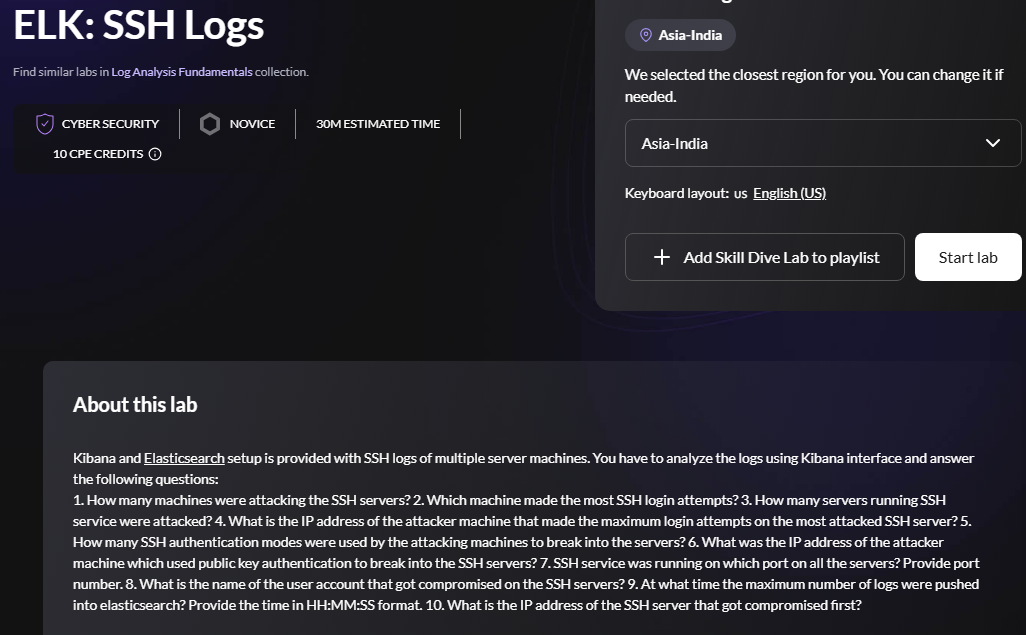 ELK: SSH Logs
Find similar labs in Log Analysis Fundamentals collection.
CYBER SECURITY
NOVICE
30M ESTIMATED TIME
10 CPE CREDITS
Asia-India
We selected the closest region for you. You can change it if
needed.
Asia-India
Keyboard layout: us English (US)
Add Skill Dive Lab to playlist
Start lab
About this lab
Kibana and Elasticsearch setup is provided with SSH logs of multiple server machines. You have to analyze the logs using Kibana interface and answer
the following questions:
1. How many machines were attacking the SSH servers? 2. Which machine made the most SSH login attempts? 3. How many servers running SSH
service were attacked? 4. What is the IP address of the attacker machine that made the maximum login attempts on the most attacked SSH server? 5.
How many SSH authentication modes were used by the attacking machines to break into the servers? 6. What was the IP address of the attacker
machine which used public key authentication to break into the SSH servers? 7. SSH service was running on which port on all the servers? Provide port
number. 8. What is the name of the user account that got compromised on the SSH servers? 9. At what time the maximum number of logs were pushed
into elasticsearch? Provide the time in HH:MM:SS format. 10. What is the IP address of the SSH server that got compromised first?